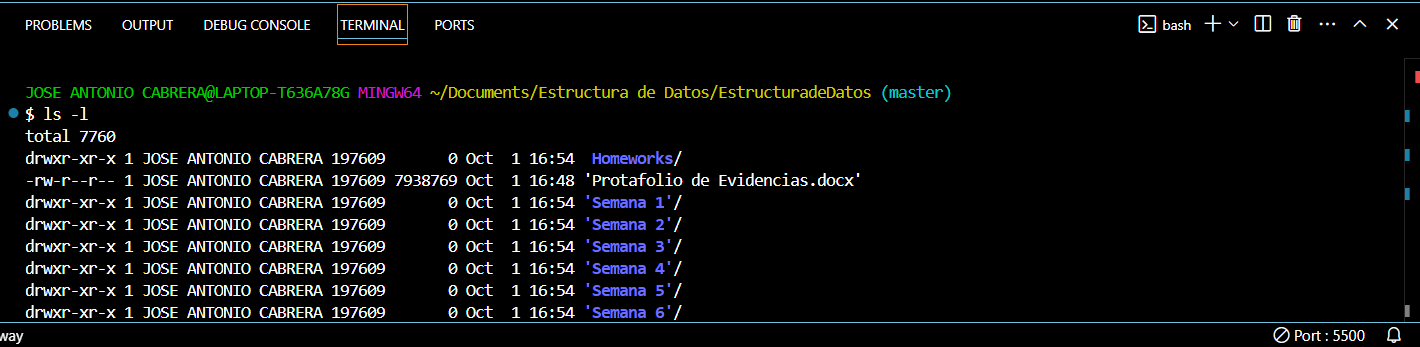 PROBLEMS OUTPUT DEBUG CONSOLE TERMINAL PORTS bash
JOSE ANTONIO CABRERA@LAPTOP-T636A78G MINGW64 ~/Documents/Estructura de Datos/EstructuradeDatos (master)
$ ls -l
total 7760
drwxr-xr-x 1 JOSE ANTONIO CABRERA 197609       0 Oct  1 16:54  Homeworks/
-rw-r--r-- 1 JOSE ANTONIO CABRERA 197609 7938769 Oct  1 16:48 'Protafolio de Evidencias.docx'
drwxr-xr-x 1 JOSE ANTONIO CABRERA 197609       0 Oct  1 16:54 'Semana 1'/
drwxr-xr-x 1 JOSE ANTONIO CABRERA 197609       0 Oct  1 16:54 'Semana 2'/
drwxr-xr-x 1 JOSE ANTONIO CABRERA 197609       0 Oct  1 16:54 'Semana 3'/
drwxr-xr-x 1 JOSE ANTONIO CABRERA 197609       0 Oct  1 16:54 'Semana 4'/
drwxr-xr-x 1 JOSE ANTONIO CABRERA 197609       0 Oct  1 16:54 'Semana 5'/
drwxr-xr-x 1 JOSE ANTONIO CABRERA 197609       0 Oct  1 16:54 'Semana 6'/
way Port : 5500